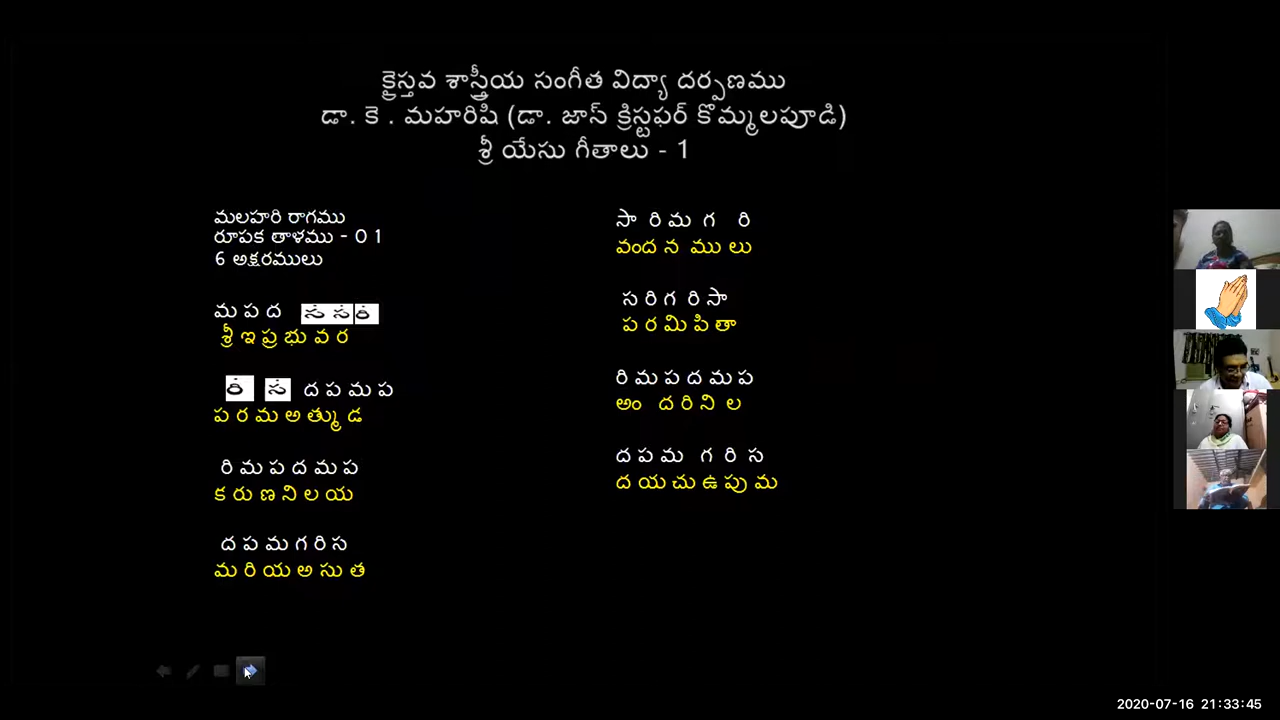 క్రైస్తవ శాస్త్రీయ సంగీత విద్యా దర్పణము
డా. కె . మహరిషి (డా. జాస్ క్రిస్టఫర్ కొమ్మలపూడి)
శ్రీ యేసు గీతాలు - 1
మలహరి రాగము
రూపక తాళము - 0 1
6 అక్షరములు
మ ప ద స̇ స̇ రి̇
శ్రీ ఇ ప్ర భు వ ర
రి̇ స̇ ద ప మ ప
ప ర మ అ త్ము డ
రి మ ప ద మ ప
క రు ణ ని ల య
ద ప మ గ రి స
మ రి య అ సు త
సా రి మ గ రి
వంద న ము లు
స రి గ రి సా
ప ర మి పి తా
రి మ ప ద మ ప
అం ద రి ని ల
ద ప మ గ రి స
ద య చు ఉ పు మ
2020-07-16 21:33:45